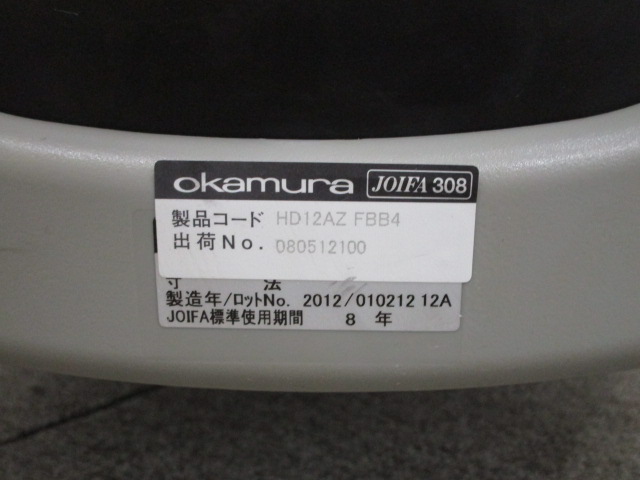 okamura JOIFA 308
製品コード HD12AZ FBB4
出荷No. 080512100
寸 法
製造年/ロットNo. 2012/010212 12A
JOIFA標準使用期間 8 年